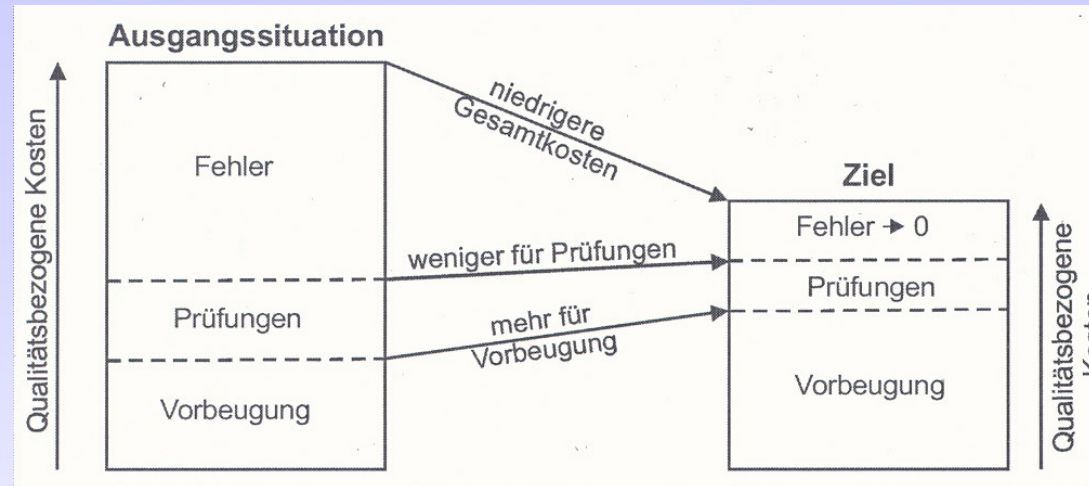 Ausgangssituation
Qualitätsbezogene Kosten
Fehler
Prüfungen
Vorbeugung
niedrigere
Gesamtkosten
weniger für Prüfungen
mehr für
Vorbeugung
Ziel
Fehler → 0
Prüfungen
Vorbeugung
Qualitätsbezogene
Kosten